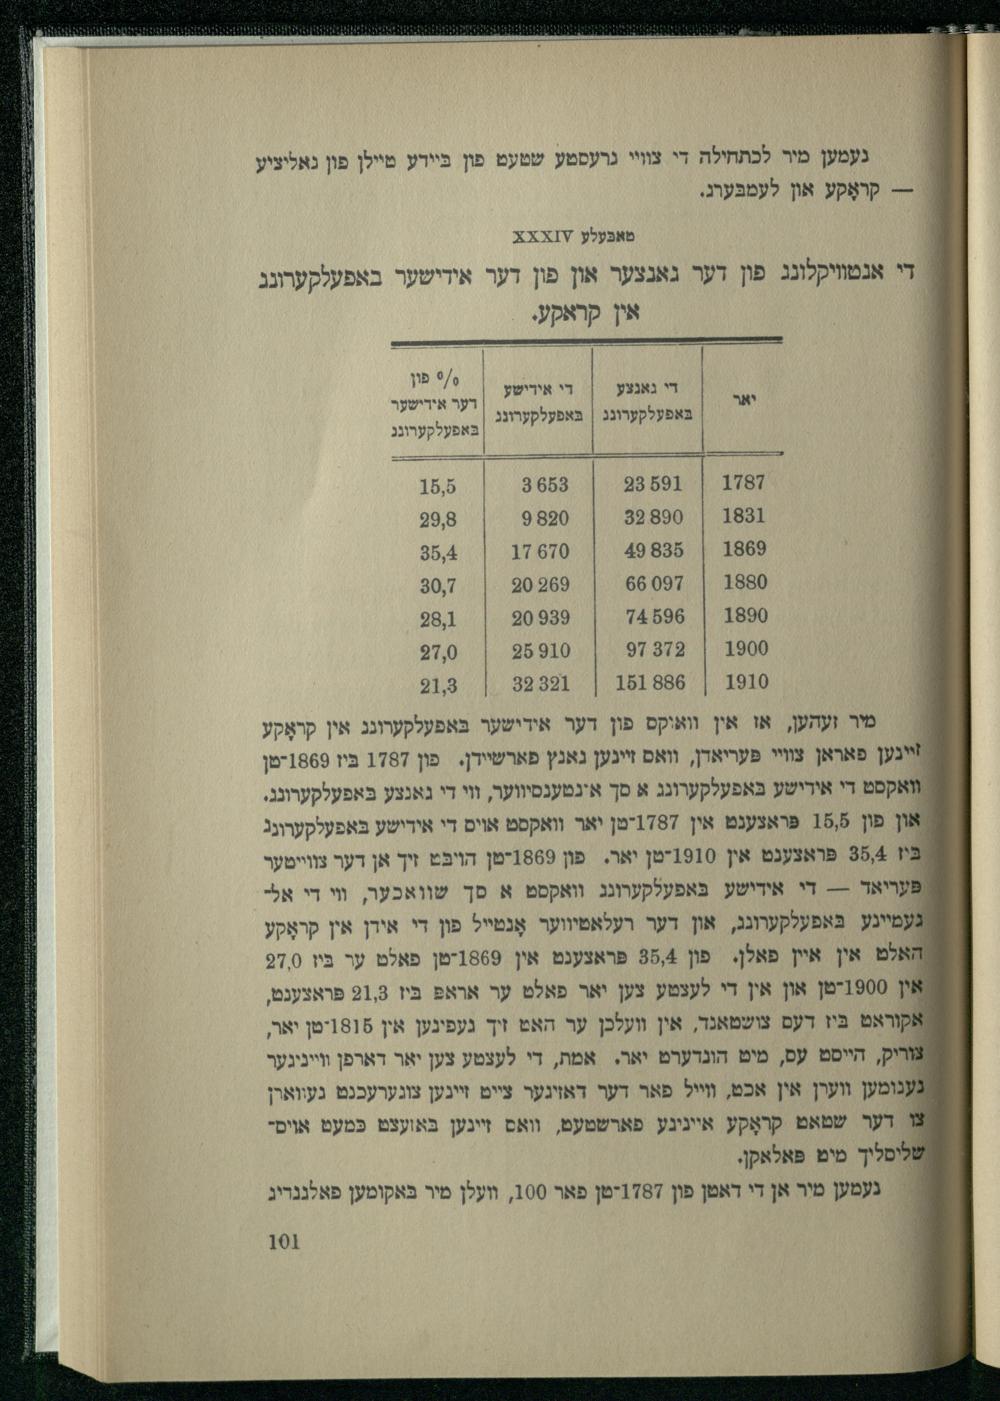 נעמען מיר לכתחילה די צוויי גרעסטע שטעט פון ביידע טיילן פון גאליציע
— קראָקע און לעמבערג.
טאבעלע XXXIV
די אנטוויקלונג פון דער גאנצער און פון דער אידישער באפעלקערונג
אין קראקע.
יאר | די גאנצע באפעלקערונג | די אידישע באפעלקערונג | % פון דער אידישער באפעלקערונג
1787 23 591 3 653 15,5
1831 32 890 9 820 29,8
1869 49 835 17 670 35,4
1880 66 097 20 269 30,7
1890 74 596 20 939 28,1
1900 97 372 25 910 27,0
1910 151 886 32 321 21,3
מיר זעהען, אז אין וואוקס פון דער אידישער באפעלקערונג אין קראָקע
זיינען פאראן צוויי פעריאדן, וואס זיינען גאנץ פארשיידן. פון 1787 ביז 1869־טן
וואקסט די אידישע באפעלקערונג א סך אינטענסיווער, ווי די גאנצע באפעלקערונג.
און פון 15,5 פראצענט אין 1787־טן יאר וואקסט אויס די אידישע באפעלקערונג
ביז 35,4 פראצענט אין 1910־טן יאר. פון 1869־טן הויבט זיך אן דער צווייטער
פעריאד — די אידישע באפעלקערונג וואקסט א סך שוואכער, ווי די אל־
געמיינע באפעלקערונג, און דער רעלאטיווער אָנטייל פון די אידן אין קראָקע
האלט אין איין פאלן. פון 35,4 פראצענט אין 1869־טן פאלט ער ביז 27,0
אין 1900־טן און אין די לעצטע צען יאר פאלט ער אראפ ביז 21,3 פראצענט,
אקוראט ביז דעם צושטאנד, אין וועלכן ער האט זיך געפינען אין 1815־טן יאר,
צוריק, הייסט עס, מיט הונדערט יאר. אמת, די לעצטע צען יאר דארפן ווייניגער
גענומען ווערן אין אכט, ווייל פאר דער דאזיגער צייט זיינען צוגערעכנט געווארן
צו דער שטאט קראָקע אייניגע פארשטעט, וואס זיינען באזעצט כמעט אויס־
שליסליך מיט פאלאקן.
נעמען מיר אן די דאטן פון 1787־טן פאר 100, וועלן מיר באקומען פאלגנדיג
101